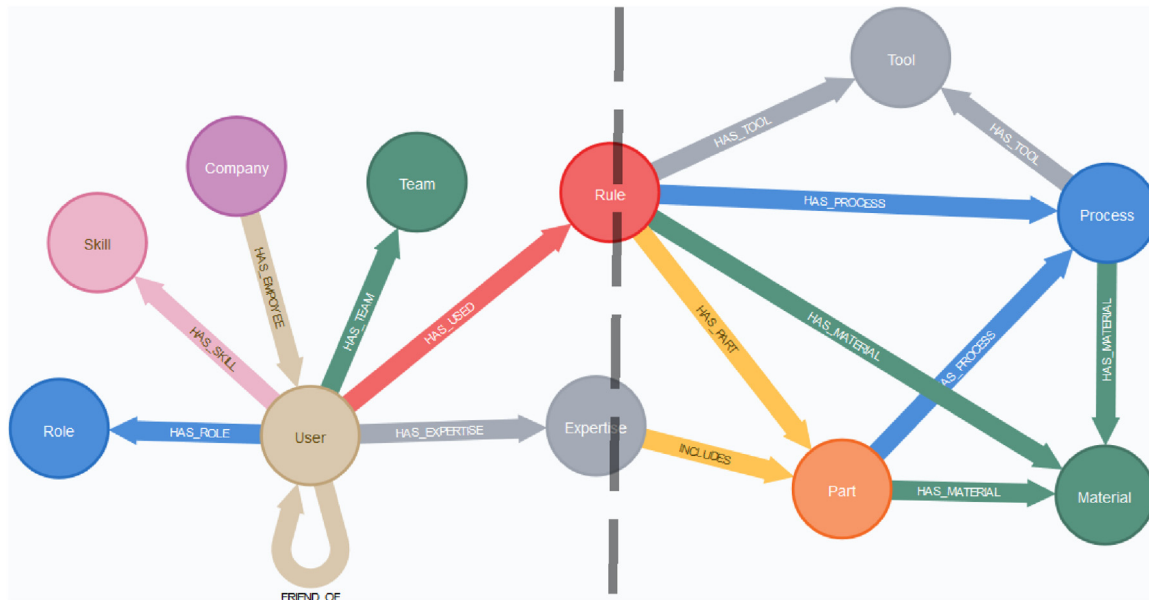 Tool
HAS_TOOL
HAS_TOOL
Company
Team
Rule
HAS_PROCESS
Process
Skill
HAS_EMPOYEE
HAS_TEAM
HAS_USED
HAS_PART
HAS_MATERIAL
HAS_MATERIAL
HAS_SKILL
AS_PROCESS
Role
HAS_ROLE
User
HAS_EXPERTISE
Expertise
INCLUDES
Part
HAS_MATERIAL
Material
FRIEND_OF